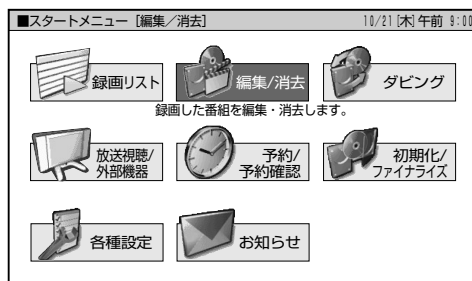 ■スタートメニュー［編集／消去］ 10/21[木]午前 9:00
録画リスト 編集/消去 ダビング
録画した番組を編集・消去します。
放送視聴/ 予約/ 初期化/
外部機器 予約確認 ファイナライズ
各種設定 お知らせ